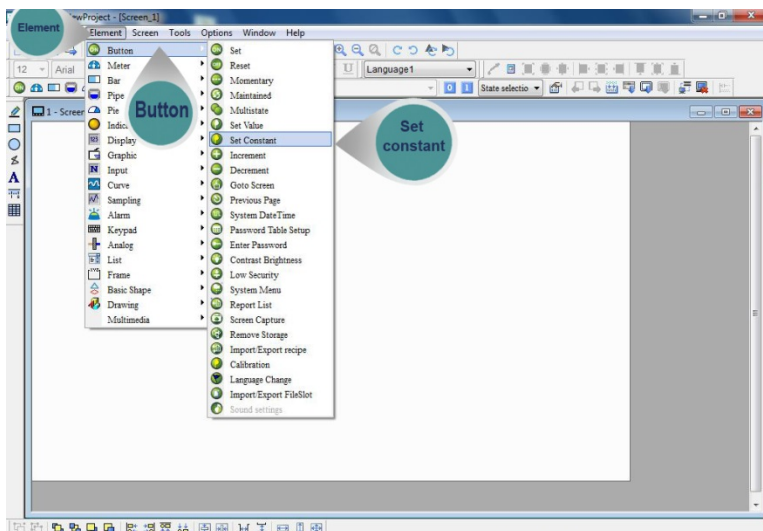 ewProject - [Screen_1]
Element
Element Screen Tools Options Window Help
12 Arial
U Language1
State selectio
1 - Screen
Button
Meter
Bar
Pipe
Pie
Display
Graphic
Input
Curve
Sampling
Alarm
Keypad
Analog
List
Frame
Basic Shape
Drawing
Multimedia
Button
Set
Reset
Momentary
Maintained
Multistate
Set Value
Set Constant
Increment
Decrement
Goto Screen
Previous Page
System DateTime
Password Table Setup
Enter Password
Contrast Brightness
Low Security
System Menu
Report List
Screen Capture
Remove Storage
Import/Export recipe
Calibration
Language Change
Import/Export FileSlot
Sound settings
Set
constant